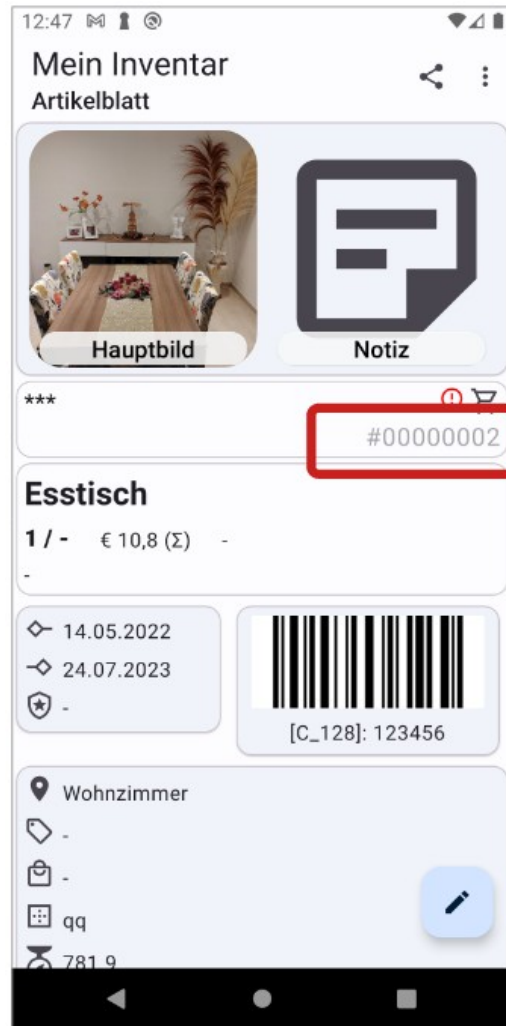 12:47
Mein Inventar
Artikelblatt
Hauptbild
Notiz
***
#00000002
Esstisch
1 / - € 10,8 (Σ) -
-
14.05.2022
24.07.2023
-
[C_128]: 123456
Wohnzimmer
-
-
qq
781.9